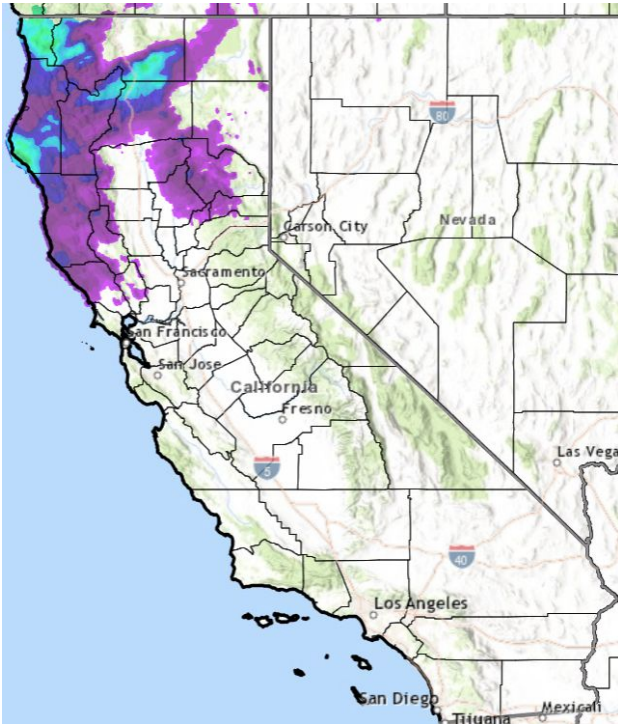 80
Carson City
Nevada
Sacramento
San Francisco
San Jose
California
Fresno
5
Las Vega
40
Los Angeles
San Diego
Tijuana
Mexicali